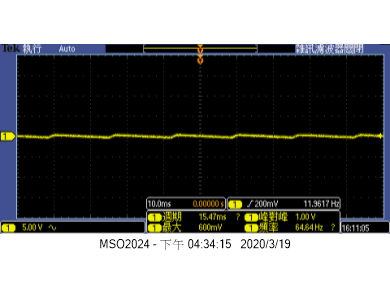 Tek 執行 Auto 雜訊濾波器關閉
1
10.0ms 0.00000 s 1 ∫ 200mV 11.9617 Hz
1 週期 15.47ms ? 1 峰對峰 1.00 V
1 最大 600mV 1 頻率 64.64 Hz ?
1 5.00 V ∿ 16:11:05
MSO2024 - 下午 04:34:15 2020/3/19